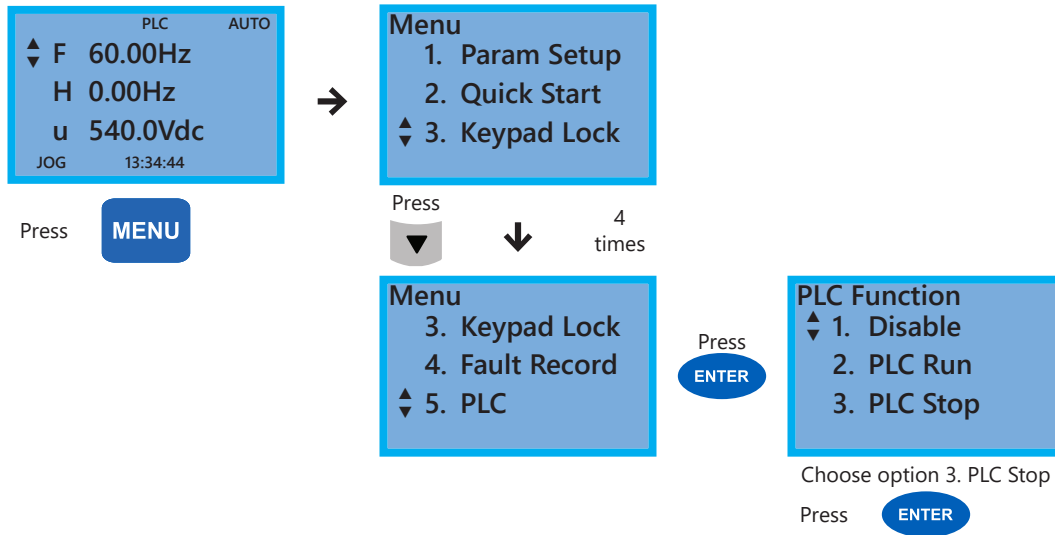 PLC AUTO
F 60.00Hz
H 0.00Hz
u 540.0Vdc
JOG 13:34:44
Press MENU
Menu
1. Param Setup
2. Quick Start
3. Keypad Lock
Press
4
times
Menu
3. Keypad Lock
4. Fault Record
5. PLC
Press
ENTER
PLC Function
1. Disable
2. PLC Run
3. PLC Stop
Choose option 3. PLC Stop
Press ENTER